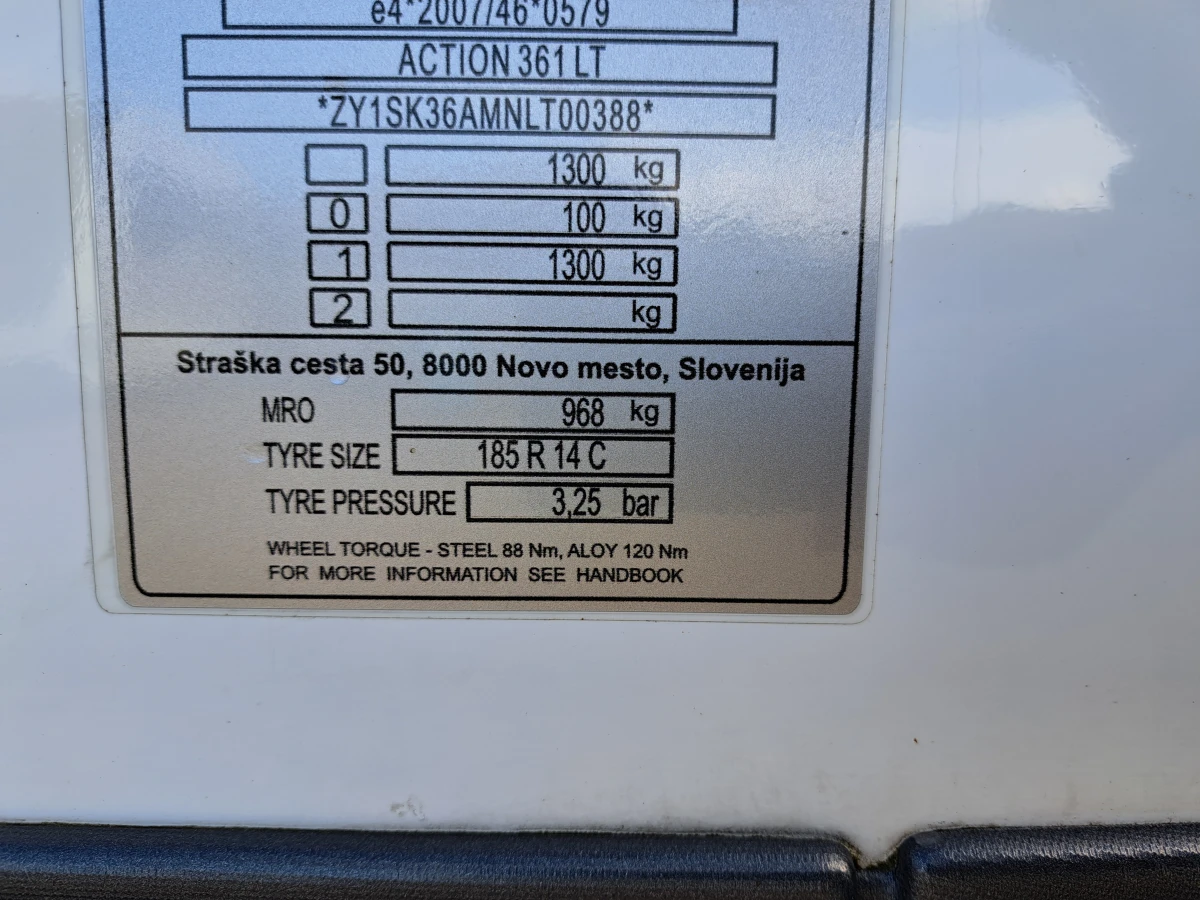 e4*2007/46*0579
ACTION 361 LT
*ZY1SK36AMNLT00388*
1300 kg
0 100 kg
1 1300 kg
2 kg
Straška cesta 50, 8000 Novo mesto, Slovenija
MRO 968 kg
TYRE SIZE 185 R 14 C
TYRE PRESSURE 3,25 bar
WHEEL TORQUE - STEEL 88 Nm, ALOY 120 Nm
FOR MORE INFORMATION SEE HANDBOOK